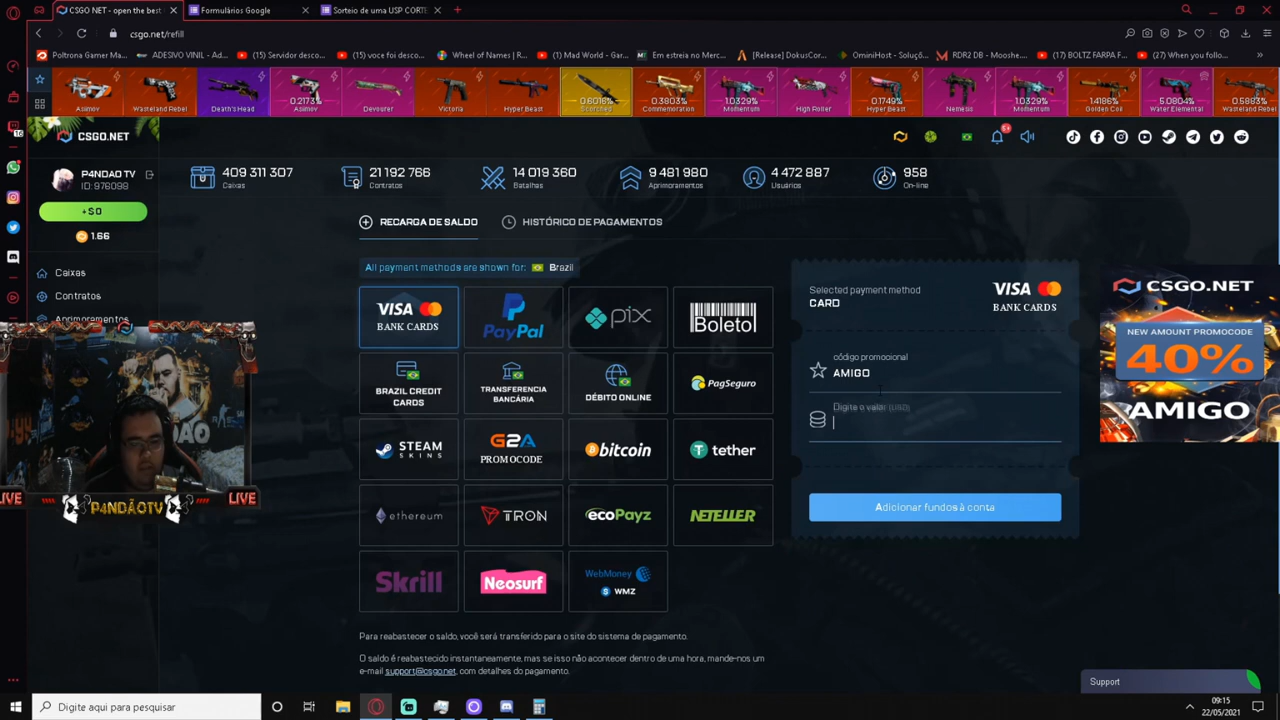 CSGO.NET - open the best
Formulários Google
Sorteio de uma USP CORTE
csgo.net/refill
Poltrona Gamer Ma...
ADESIVO VINIL - Ad...
(15) Servidor desco...
(15) voce foi descon...
Wheel of Names | R...
(1) Mad World - Gar...
Em estreia no Merc...
[Release] DokusCor...
OminiHost - Soluçõ...
RDR2 DB - Mooshe...
(17) BOLTZ FARPA F...
(27) When you follo...
Asiimov
Wasteland Rebel
Death's Head
0.2173%
Asiimov
Devourer
Victoria
Hyper Beast
0.6016%
Scorched
0.3803%
Commemoration
1.0329%
Momentum
High Roller
0.1749%
Hyper Beast
Nemesis
1.0329%
Momentum
1.4186%
Golden Coil
5.0804%
Water Elemental
0.5883%
Wasteland Rebel
CSGO.NET
P4NDAO TV
ID: 976098
+$0
1.66
Caixas
Contratos
Aprimoramentos
409 311 307
Caixas
21 192 766
Contratos
14 019 360
Batalhas
9 481 980
Aprimoramentos
4 472 887
Usuários
958
On-line
RECARGA DE SALDO
HISTÓRICO DE PAGAMENTOS
All payment methods are shown for: Brazil
VISA
BANK CARDS
PayPal
pix
Boleto
BRAZIL CREDIT
CARDS
TRANSFERENCIA
BANCÁRIA
DÉBITO ONLINE
PagSeguro
STEAM
SKINS
G2A
PROMOCODE
bitcoin
tether
ethereum
TRON
ecoPayz
NETELLER
Skrill
Neosurf
WebMoney
WMZ
Para reabastecer o saldo, você será transferido para o site do sistema de pagamento.
O saldo é reabastecido instantaneamente, mas se isso não acontecer dentro de uma hora, mande-nos um
e-mail support@csgo.net, com detalhes do pagamento.
Selected payment method
CARD
VISA
BANK CARDS
código promocional
AMIGO
Digite o valor (USD)
Adicionar fundos à conta
CSGO.NET
NEW AMOUNT PROMOCODE
40%
AMIGO
LIVE
P4NDÃOTV
LIVE
Support
Digite aqui para pesquisar
09:15
22/05/2021